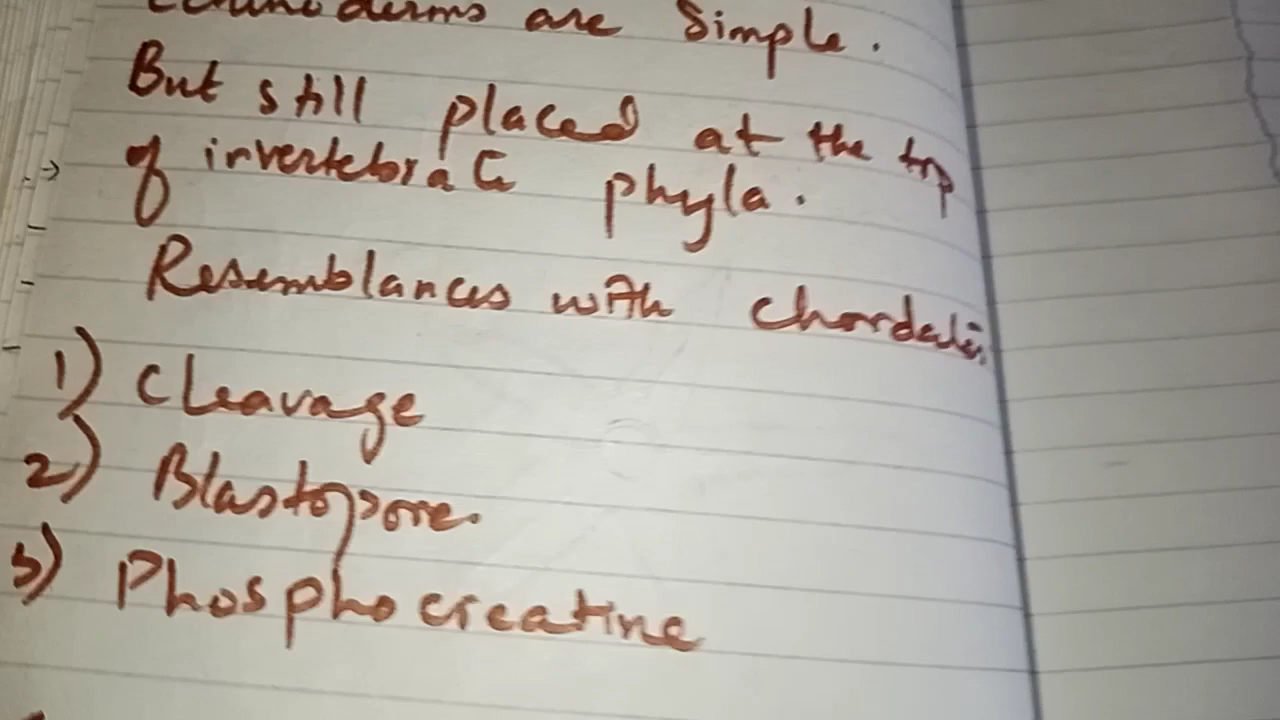 Echinoderms are Simple.
But still placed at the top
of invertebrate phyla.
Resemblances with Chordates
1) Cleavage
2) Blastopore.
3) Phosphocreatine